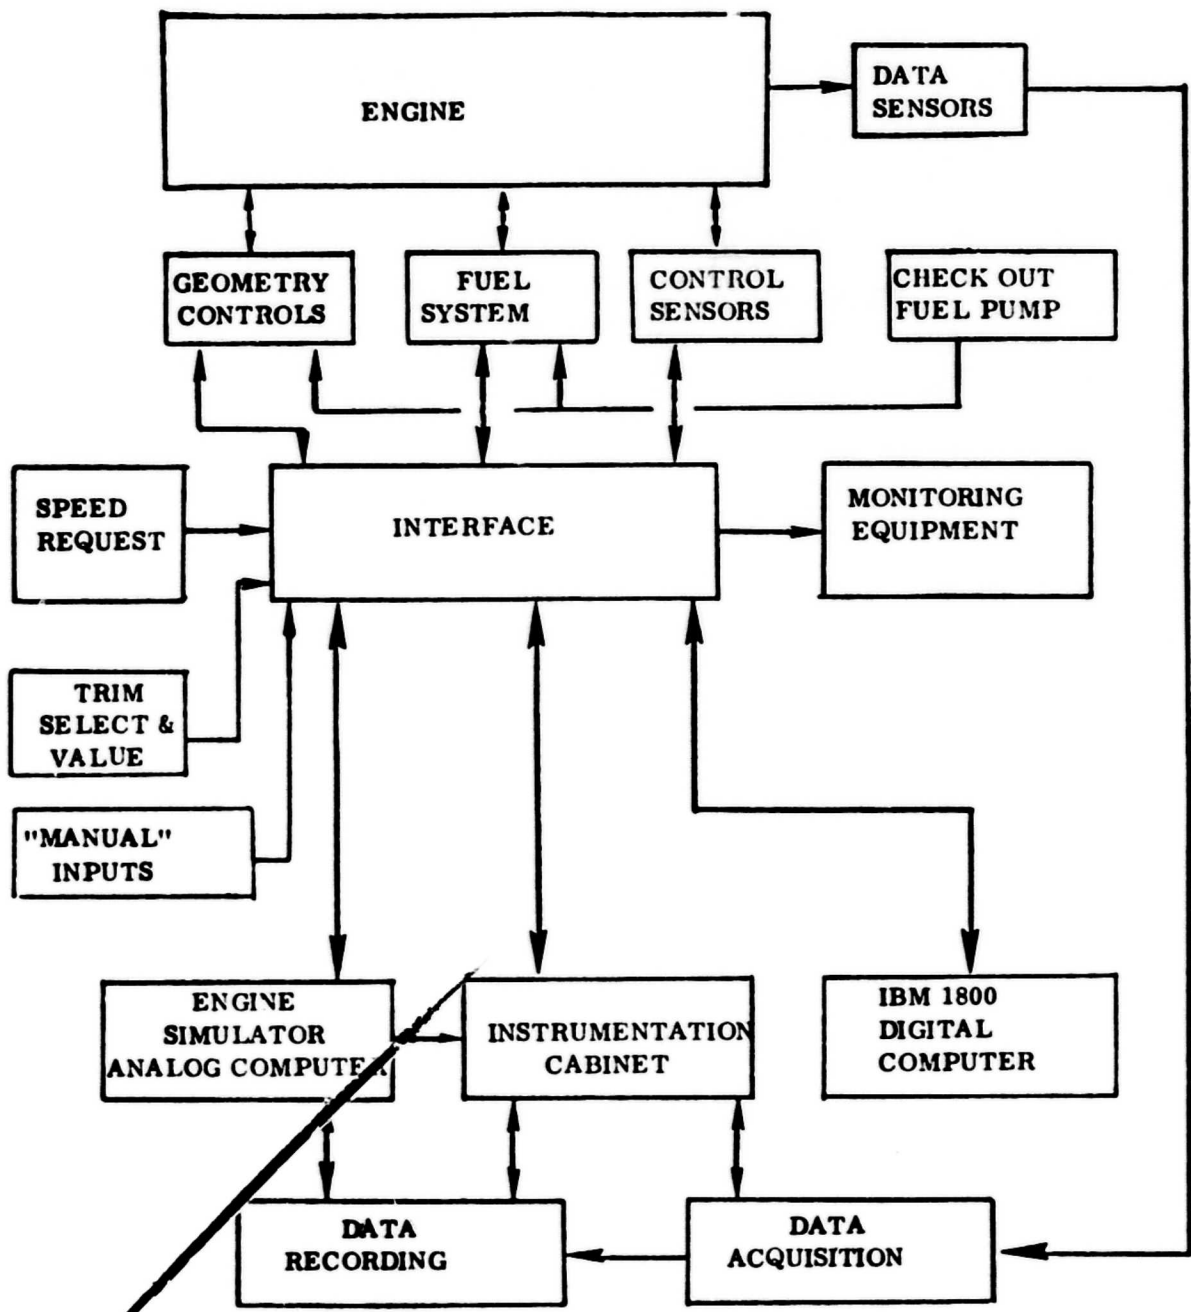 ENGINE
DATA
SENSORS
GEOMETRY
CONTROLS
FUEL
SYSTEM
CONTROL
SENSORS
CHECK OUT
FUEL PUMP
SPEED
REQUEST
INTERFACE
MONITORING
EQUIPMENT
TRIM
SELECT &
VALUE
"MANUAL"
INPUTS
ENGINE
SIMULATOR
ANALOG COMPUTER
INSTRUMENTATION
CABINET
IBM 1800
DIGITAL
COMPUTER
DATA
RECORDING
DATA
ACQUISITION